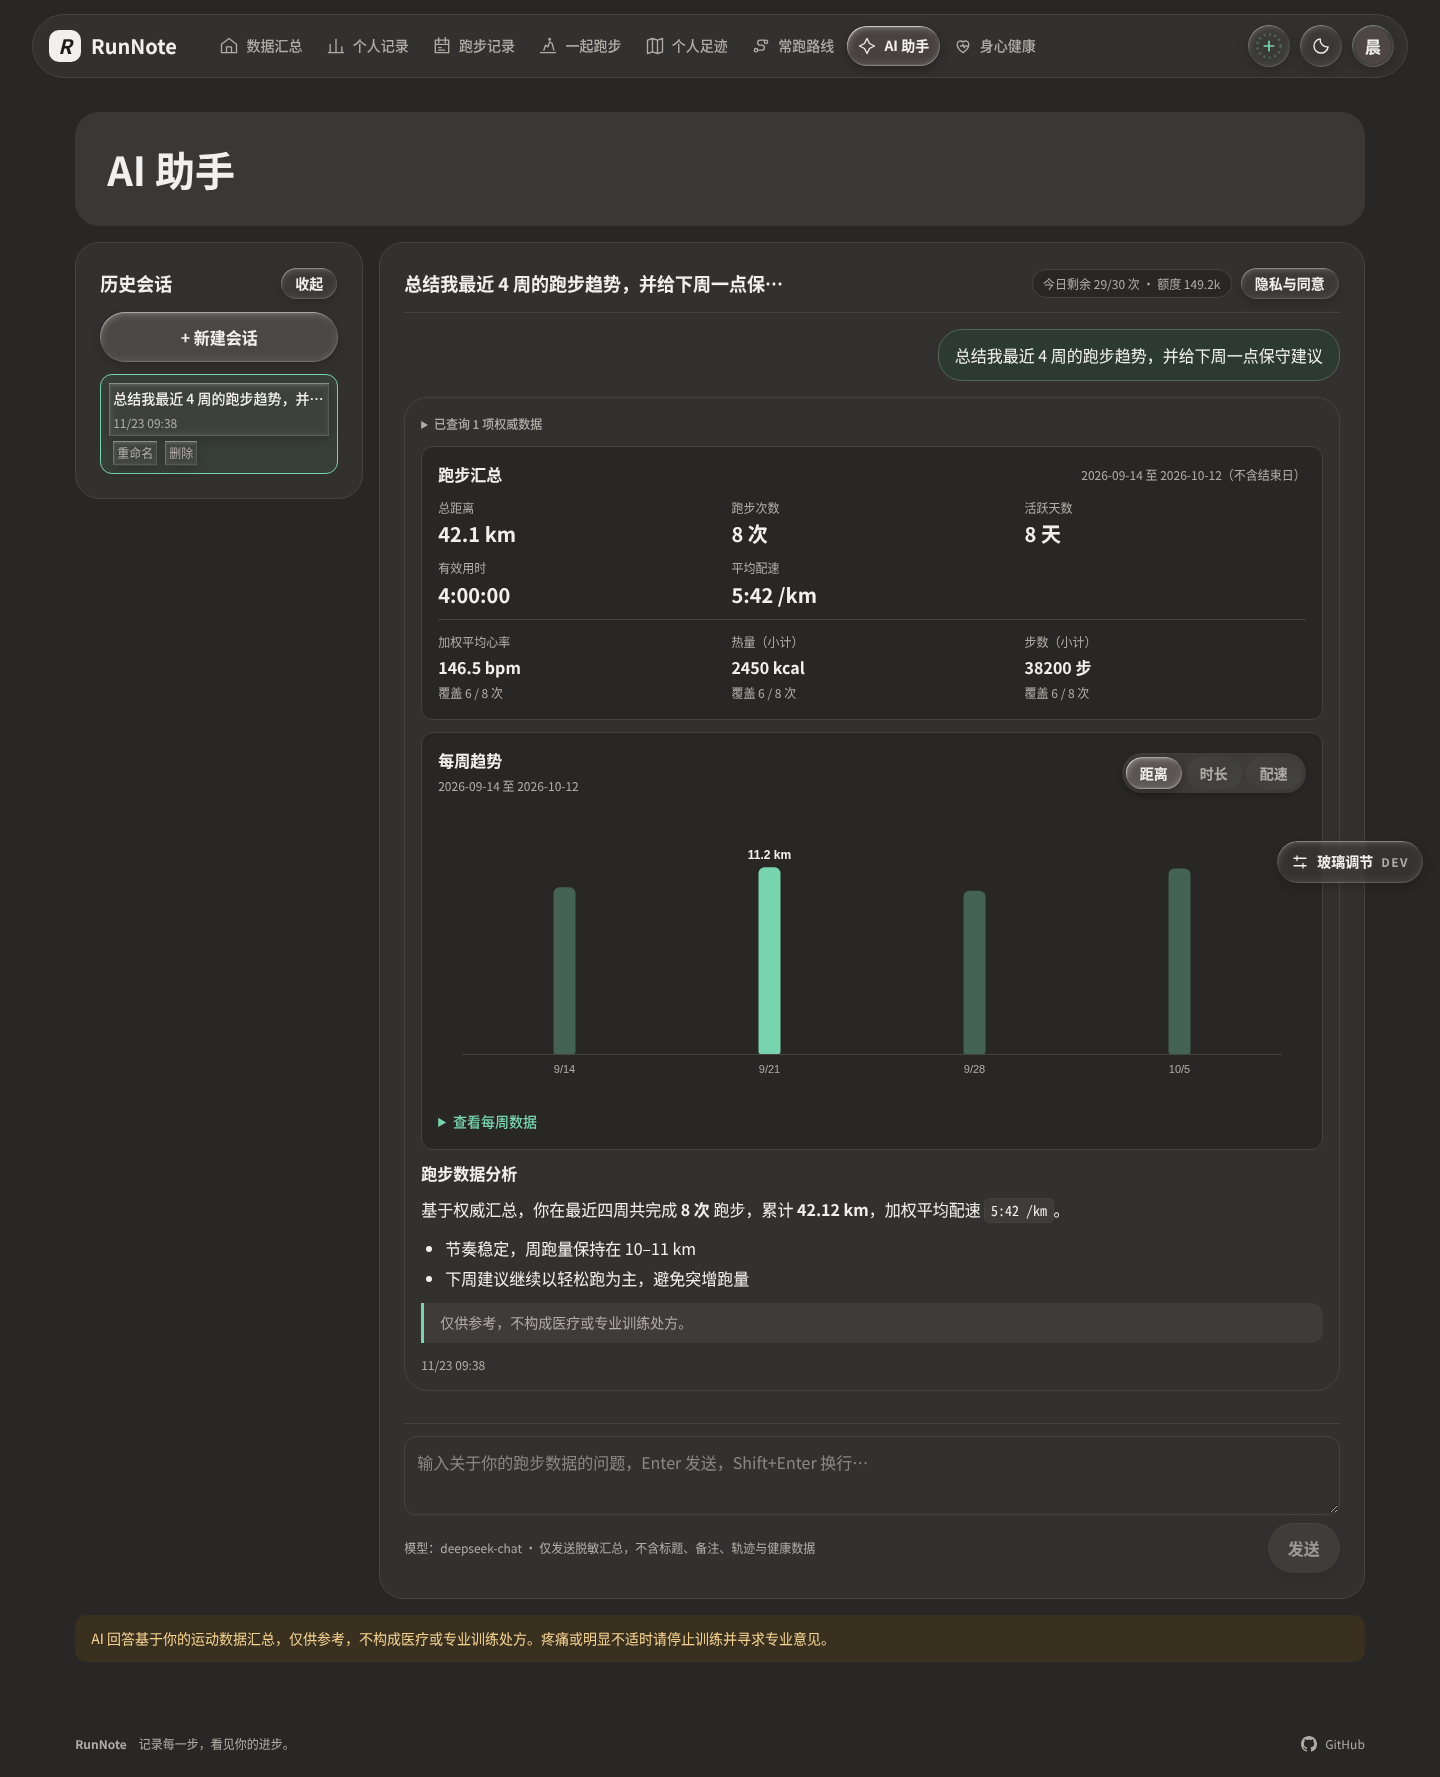 R RunNote 数据汇总 个人记录 跑步记录 一起跑步 个人足迹 常跑路线 AI 助手 身心健康 晨
AI 助手
历史会话 收起
+ 新建会话
总结我最近 4 周的跑步趋势，并…
11/23 09:38
重命名 删除
总结我最近 4 周的跑步趋势，并给下周一点保… 今日剩余 29/30 次 · 额度 149.2k 隐私与同意
总结我最近 4 周的跑步趋势，并给下周一点保守建议
▶ 已查询 1 项权威数据
跑步汇总 2026-09-14 至 2026-10-12（不含结束日）
总距离 跑步次数 活跃天数
42.1 km 8 次 8 天
有效用时 平均配速
4:00:00 5:42 /km
加权平均心率 热量（小计） 步数（小计）
146.5 bpm 2450 kcal 38200 步
覆盖 6 / 8 次 覆盖 6 / 8 次 覆盖 6 / 8 次
每周趋势
2026-09-14 至 2026-10-12
距离 时长 配速
11.2 km
玻璃调节 DEV
9/14 9/21 9/28 10/5
▶ 查看每周数据
跑步数据分析
基于权威汇总，你在最近四周共完成 8 次 跑步，累计 42.12 km，加权平均配速 5:42 /km。
• 节奏稳定，周跑量保持在 10–11 km
• 下周建议继续以轻松跑为主，避免突增跑量
仅供参考，不构成医疗或专业训练处方。
11/23 09:38
输入关于你的跑步数据的问题，Enter 发送，Shift+Enter 换行…
模型：deepseek-chat · 仅发送脱敏汇总，不含标题、备注、轨迹与健康数据 发送
AI 回答基于你的运动数据汇总，仅供参考，不构成医疗或专业训练处方。疼痛或明显不适时请停止训练并寻求专业意见。
RunNote 记录每一步，看见你的进步。 GitHub